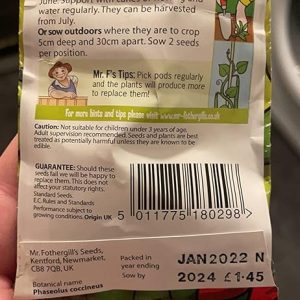 June. Support with canes or
water regularly. They can be harvested
from July.
Or sow outdoors where they are to crop
5cm deep and 30cm apart. Sow 2 seeds
per position.
Mr. F's Tips: Pick pods regularly
and the plants will produce more
to replace them!
For more hints and tips please visit www.mr-fothergills.co.uk
Caution: Not suitable for children under 3 years of age.
Adult supervision recommended. Seeds and plants are best
treated as potentially harmful unless they are known to
be edible.
GUARANTEE: Should these
seeds fail we will be happy to
replace them. This does not
affect your statutory rights.
Standard Seeds
E.C. Rules and Standards
Performance subject to
growing conditions. Origin UK
5 011775 180298 >
Mr. Fothergill's Seeds,
Kentford, Newmarket,
CB8 7QB, UK
Botanical name
Phaseolus coccineus
Packed in
year ending
Sow by
JAN2022 N
2024 £1.45